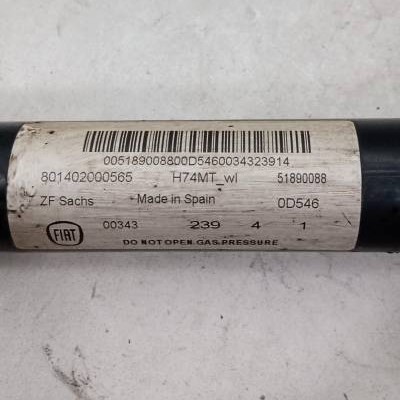 005189008800D5460034323914
801402000565 H74MT_wl 51890088
ZF Sachs Made in Spain 0D546
FIAT 00343 239 4 1
DO NOT OPEN.GAS.PRESSURE